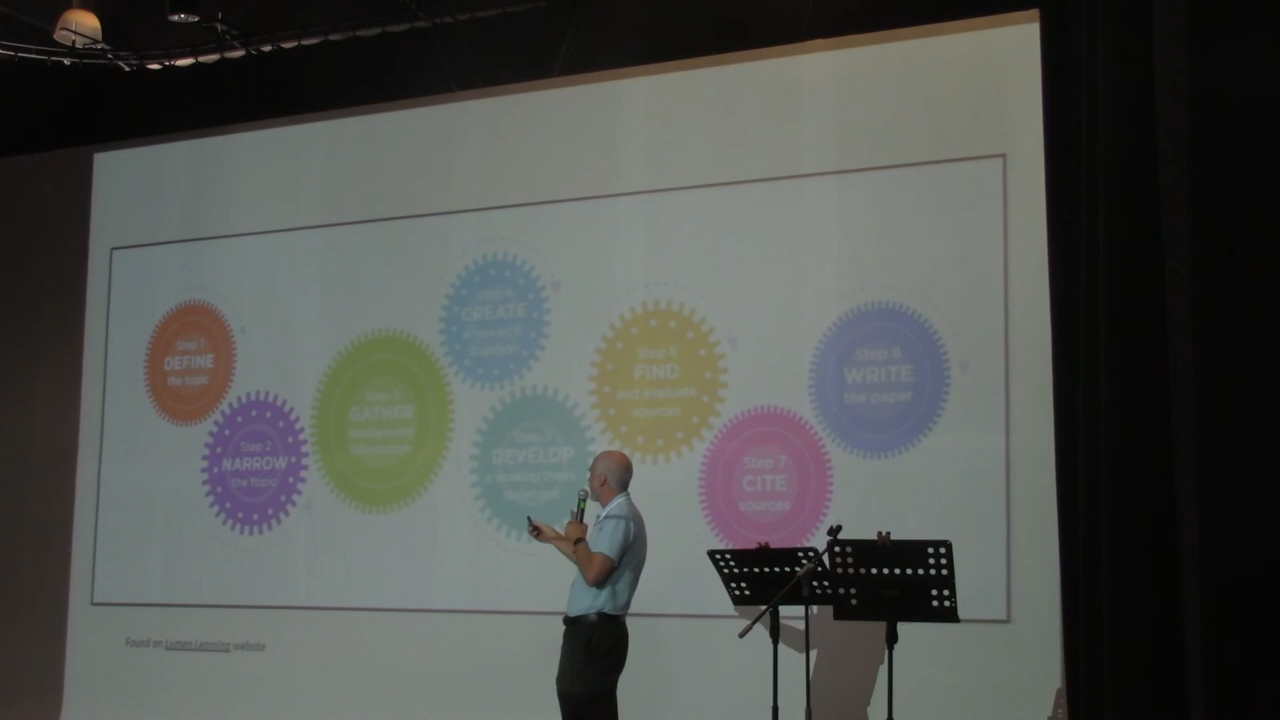 Step 1
DEFINE
the topic
Step 2
NARROW
the topic
Step 3
GATHER
CREATE
DEVELOP
Step 6
FIND
and evaluate
sources
Step 7
CITE
sources
Step 8
WRITE
the paper
Found on Lumen Learning website